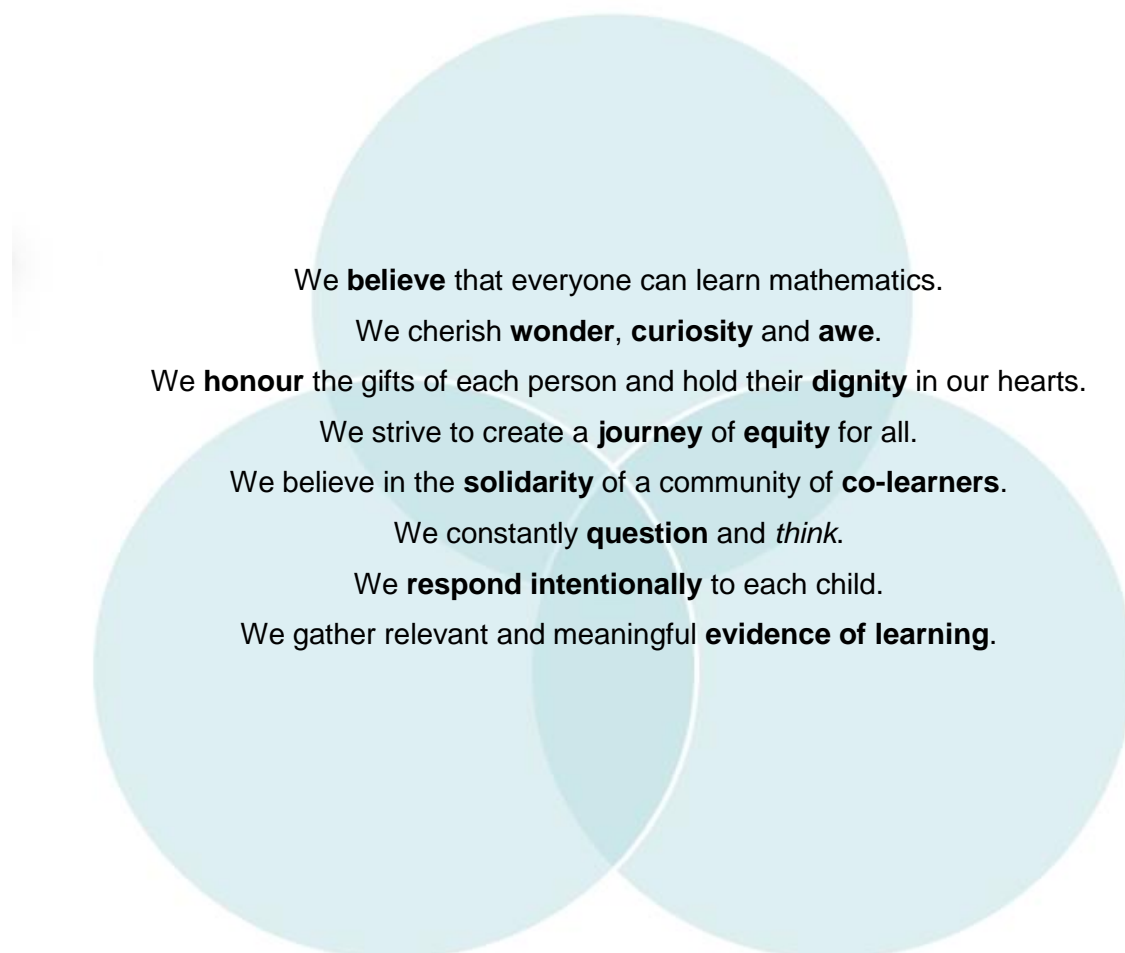 We believe that everyone can learn mathematics.
We cherish wonder, curiosity and awe.
We honour the gifts of each person and hold their dignity in our hearts.
We strive to create a journey of equity for all.
We believe in the solidarity of a community of co-learners.
We constantly question and think.
We respond intentionally to each child.
We gather relevant and meaningful evidence of learning.